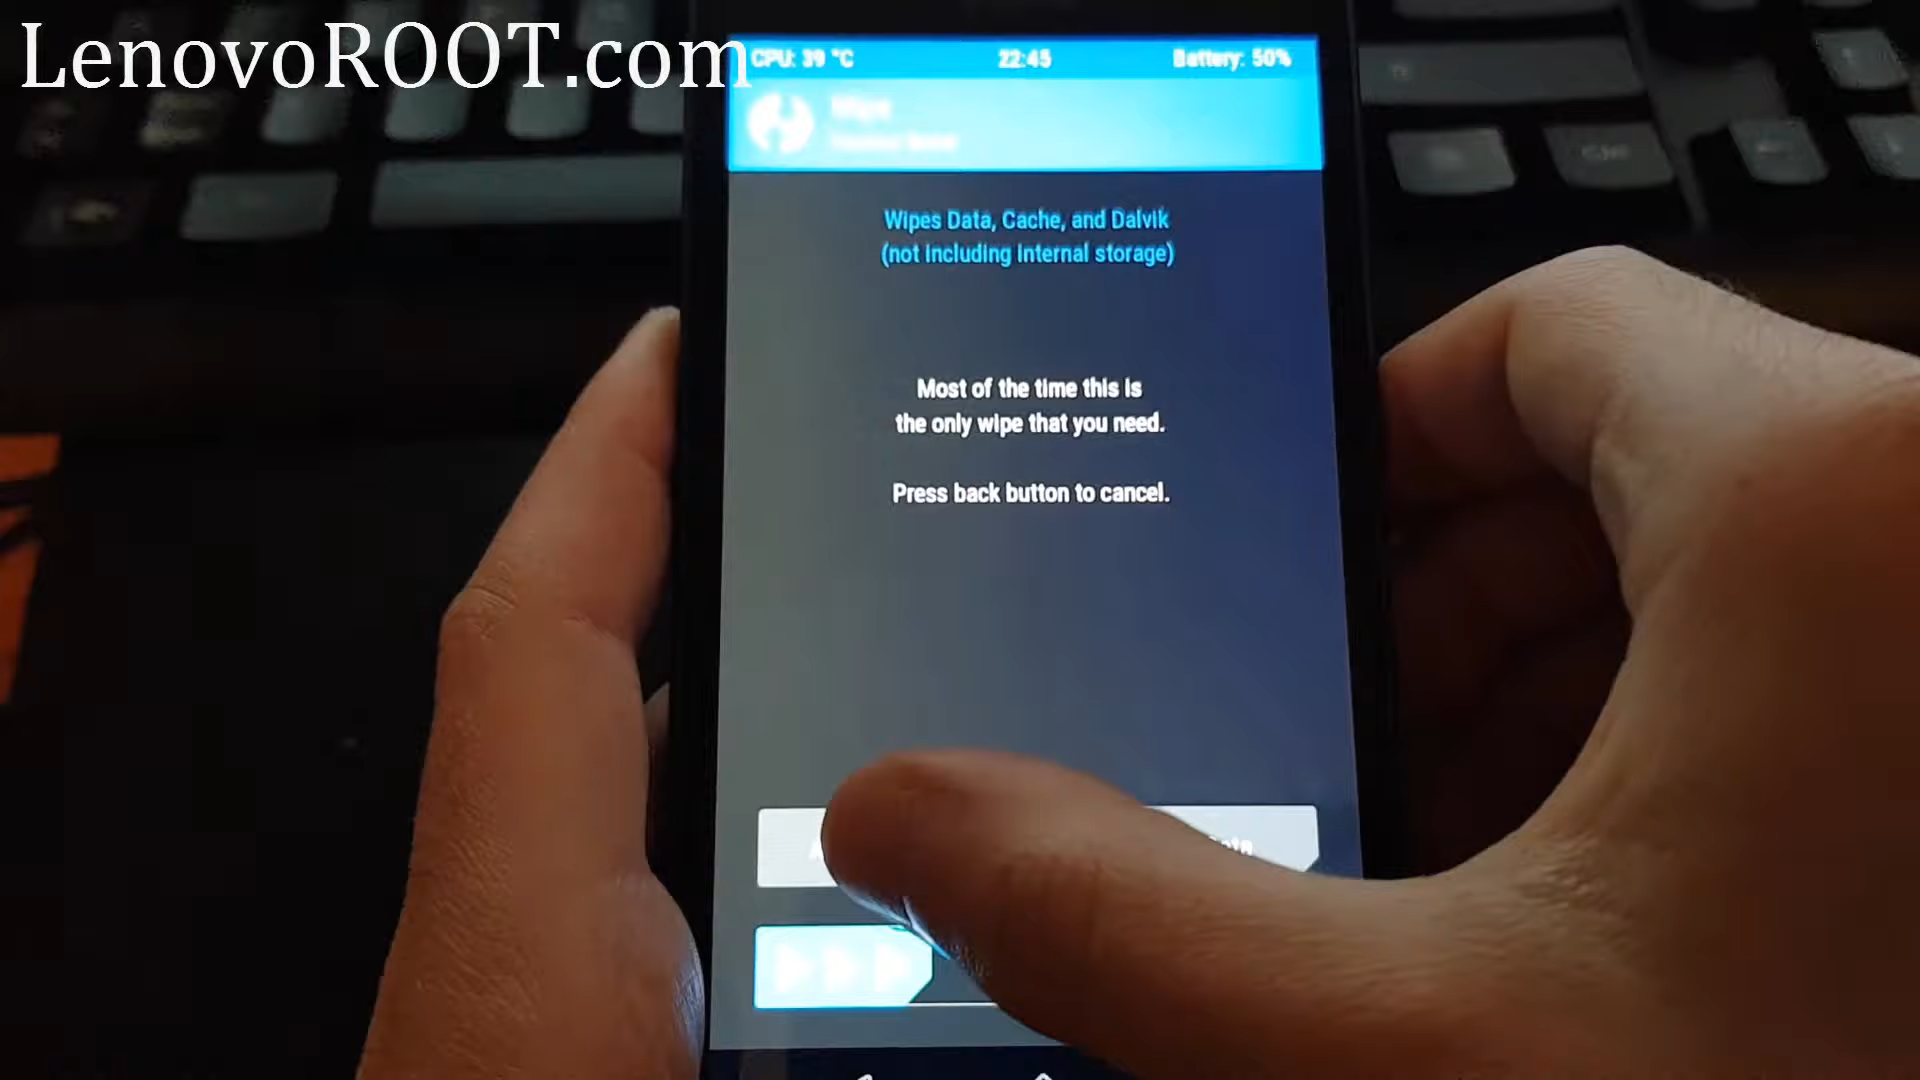 LenovoROOT.com
CPU: 39 °C 22:45 Battery: 50%
Wipe
Wipes Data, Cache, and Dalvik
(not including internal storage)
Most of the time this is
the only wipe that you need.
Press back button to cancel.